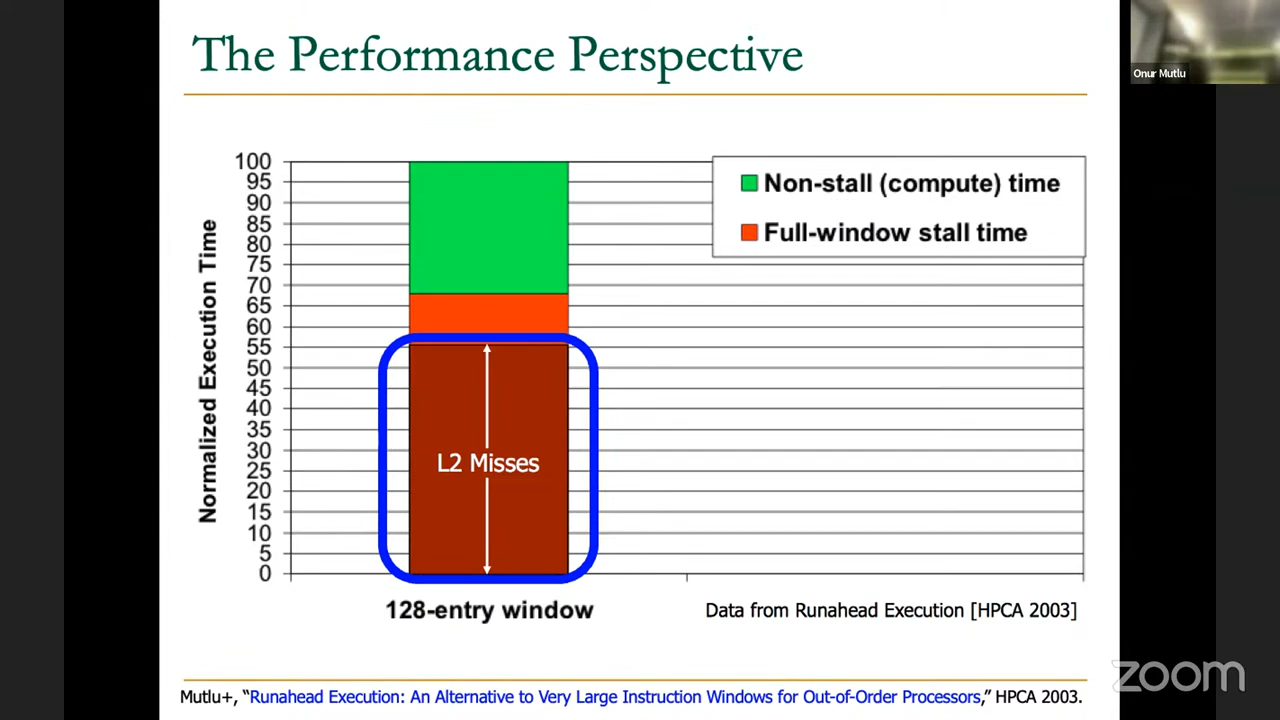 The Performance Perspective
Onur Mutlu
Normalized Execution Time
100
95
90
85
80
75
70
65
60
55
50
45
40
35
30
25
20
15
10
5
0
Non-stall (compute) time
Full-window stall time
L2 Misses
128-entry window
Data from Runahead Execution [HPCA 2003]
zoom
Mutlu+, “Runahead Execution: An Alternative to Very Large Instruction Windows for Out-of-Order Processors,” HPCA 2003.